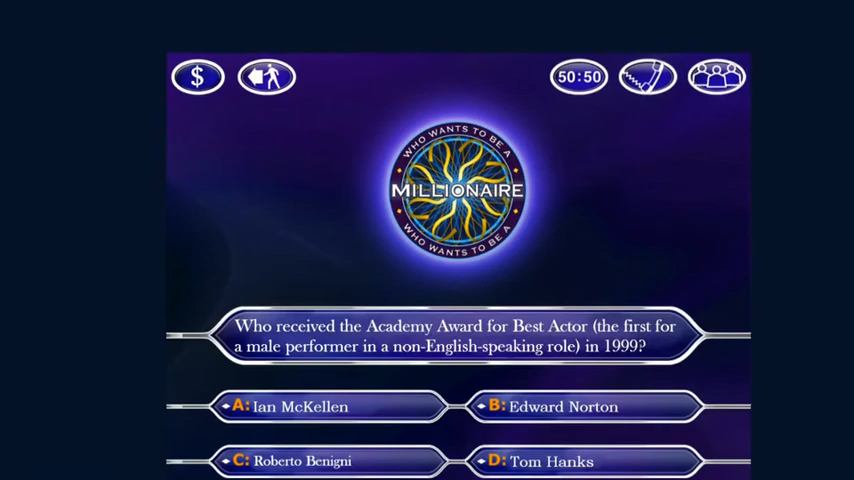 $
50:50
WHO WANTS TO BE A
MILLIONAIRE
WHO WANTS TO BE A
Who received the Academy Award for Best Actor (the first for
a male performer in a non-English-speaking role) in 1999?
A: Ian McKellen
B: Edward Norton
C: Roberto Benigni
D: Tom Hanks